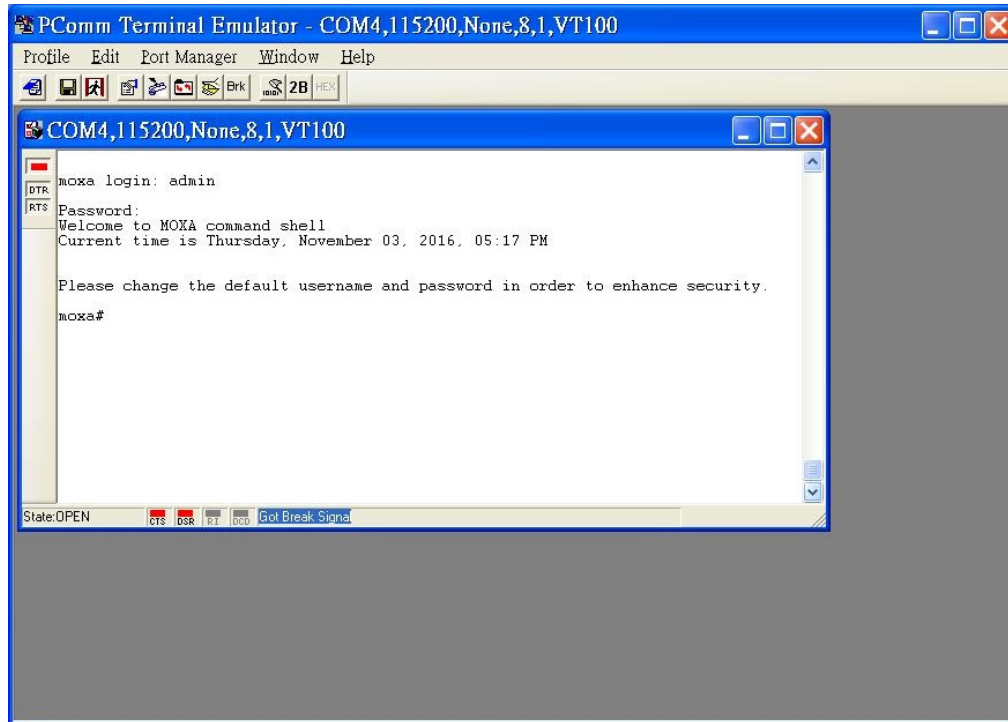 PComm Terminal Emulator - COM4,115200,None,8,1,VT100
Profile Edit Port Manager Window Help
Brk 2B HEX
COM4,115200,None,8,1,VT100
DTR
RTS
moxa login: admin
Password:
Welcome to MOXA command shell
Current time is Thursday, November 03, 2016, 05:17 PM
Please change the default username and password in order to enhance security.
moxa#
State:OPEN CTS DSR RI DCD Got Break Signal